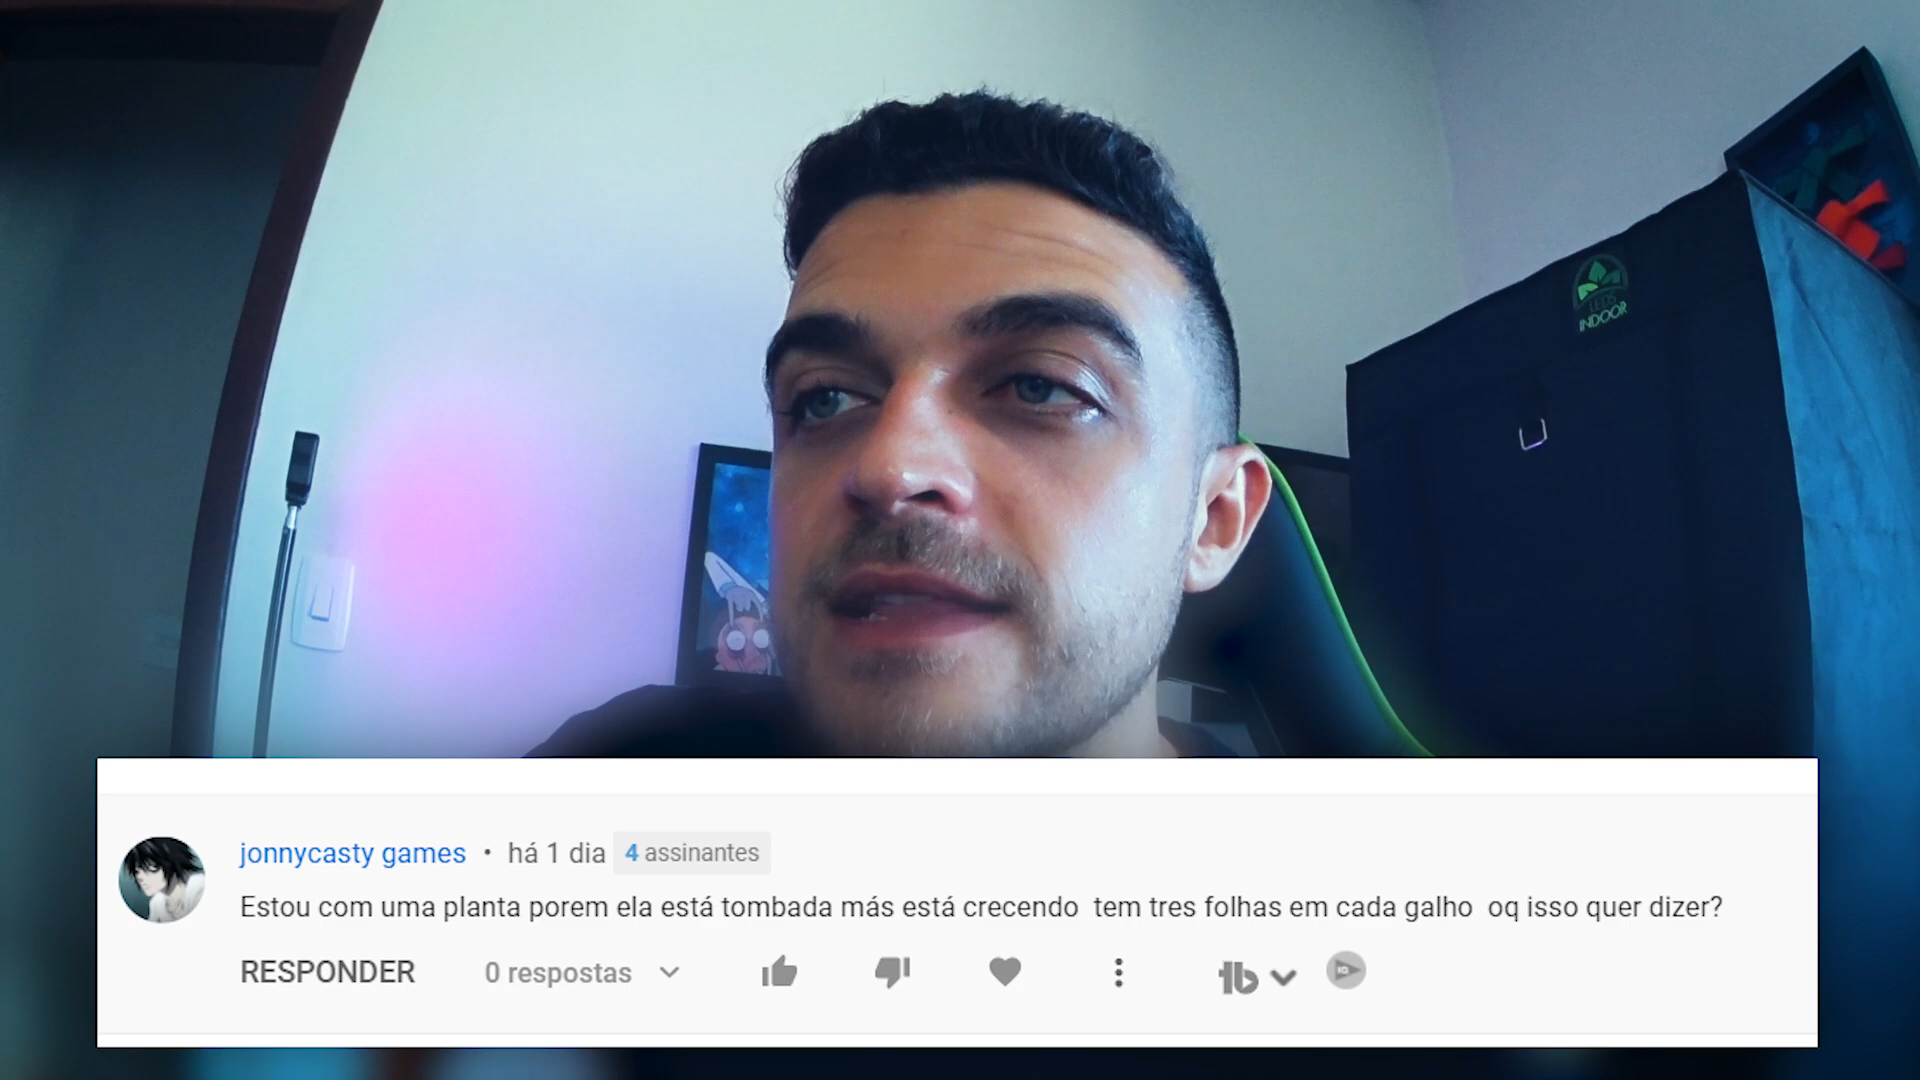 LEDS
INDOOR
jonnycasty games • há 1 dia 4 assinantes
Estou com uma planta porem ela está tombada más está crecendo tem tres folhas em cada galho oq isso quer dizer?
RESPONDER 0 respostas